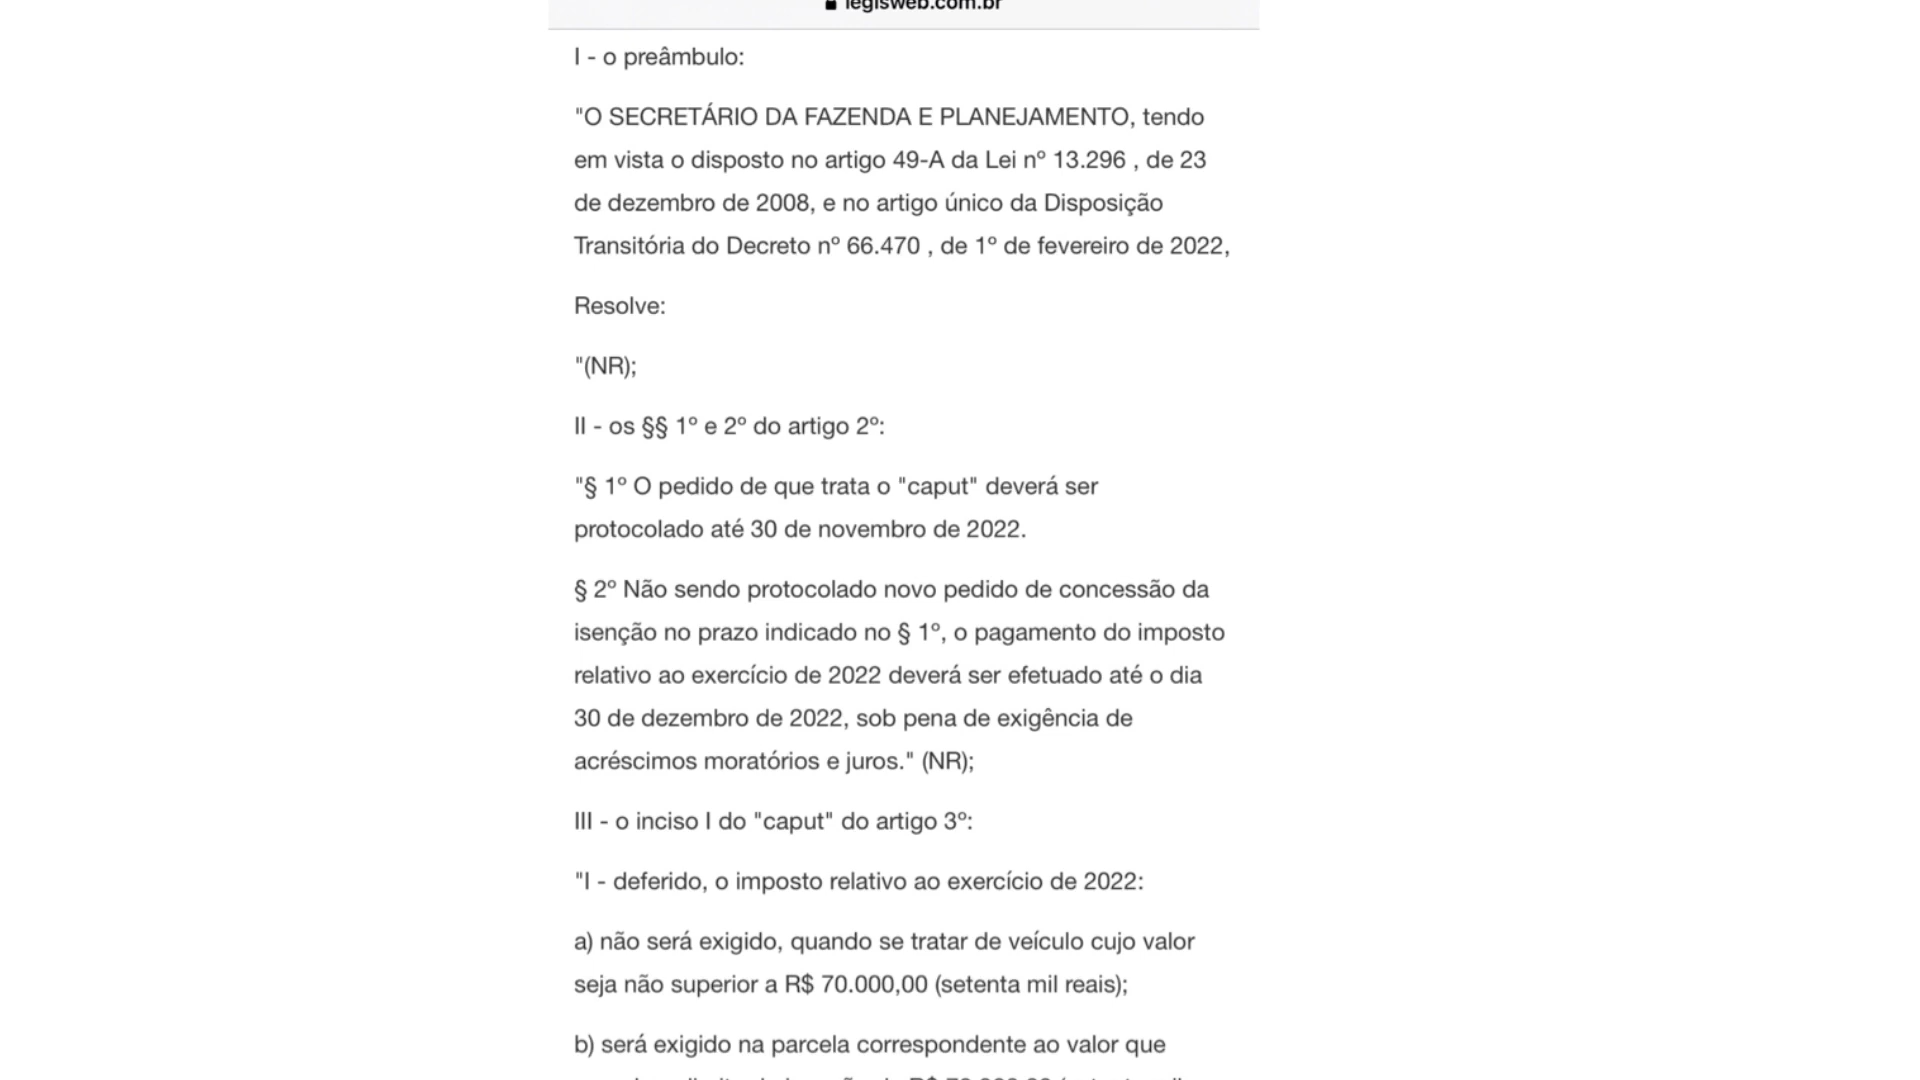 legisweb.com.br
I - o preâmbulo:
"O SECRETÁRIO DA FAZENDA E PLANEJAMENTO, tendo
em vista o disposto no artigo 49-A da Lei nº 13.296 , de 23
de dezembro de 2008, e no artigo único da Disposição
Transitória do Decreto nº 66.470 , de 1º de fevereiro de 2022,
Resolve:
"(NR);
II - os §§ 1º e 2º do artigo 2º:
"§ 1º O pedido de que trata o "caput" deverá ser
protocolado até 30 de novembro de 2022.
§ 2º Não sendo protocolado novo pedido de concessão da
isenção no prazo indicado no § 1º, o pagamento do imposto
relativo ao exercício de 2022 deverá ser efetuado até o dia
30 de dezembro de 2022, sob pena de exigência de
acréscimos moratórios e juros." (NR);
III - o inciso I do "caput" do artigo 3º:
"I - deferido, o imposto relativo ao exercício de 2022:
a) não será exigido, quando se tratar de veículo cujo valor
seja não superior a R$ 70.000,00 (setenta mil reais);
b) será exigido na parcela correspondente ao valor que